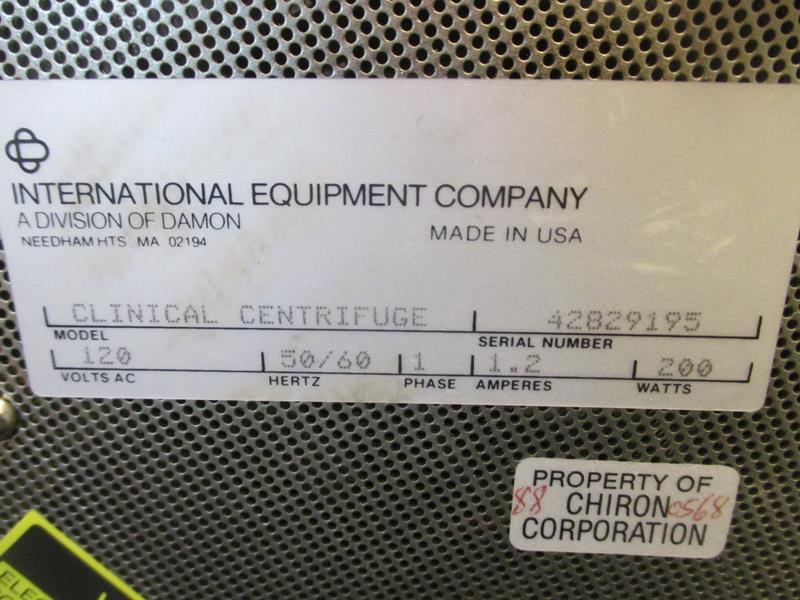 INTERNATIONAL EQUIPMENT COMPANY
A DIVISION OF DAMON
NEEDHAM HTS. MA 02194
MADE IN USA
CLINICAL CENTRIFUGE 42829195
MODEL SERIAL NUMBER
120 50/60 1 1.2 200
VOLTS AC HERTZ PHASE AMPERES WATTS
PROPERTY OF
88 CHIRON 0568
CORPORATION